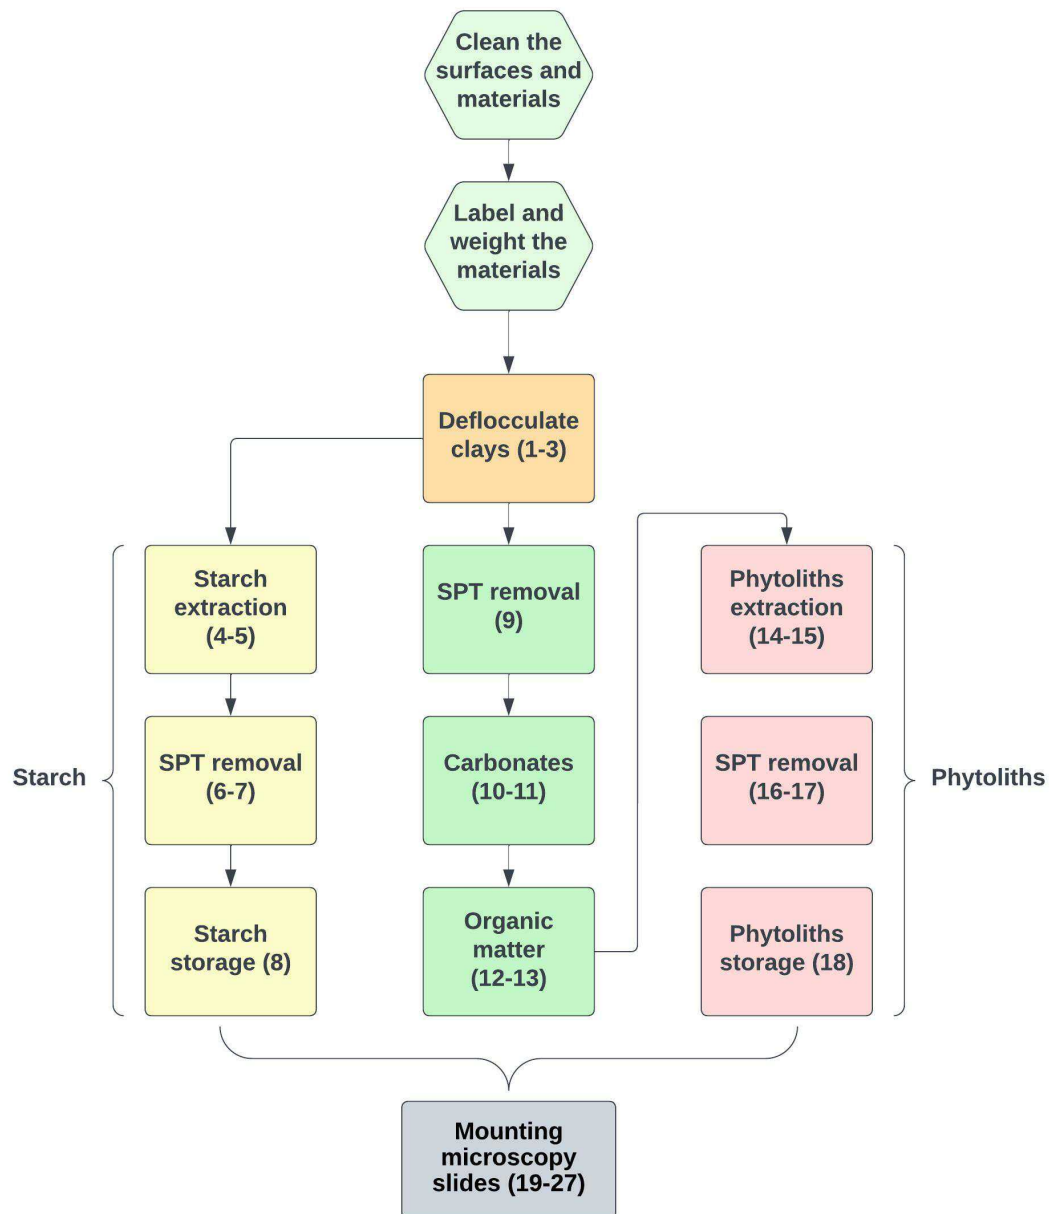 Clean the
surfaces and
materials
Label and
weight the
materials
Deflocculate
clays (1-3)
Starch
extraction
(4-5)
SPT removal
(9)
Phytoliths
extraction
(14-15)
Starch
SPT removal
(6-7)
Carbonates
(10-11)
SPT removal
(16-17)
Phytoliths
Starch
storage (8)
Organic
matter
(12-13)
Phytoliths
storage (18)
Mounting
microscopy
slides (19-27)